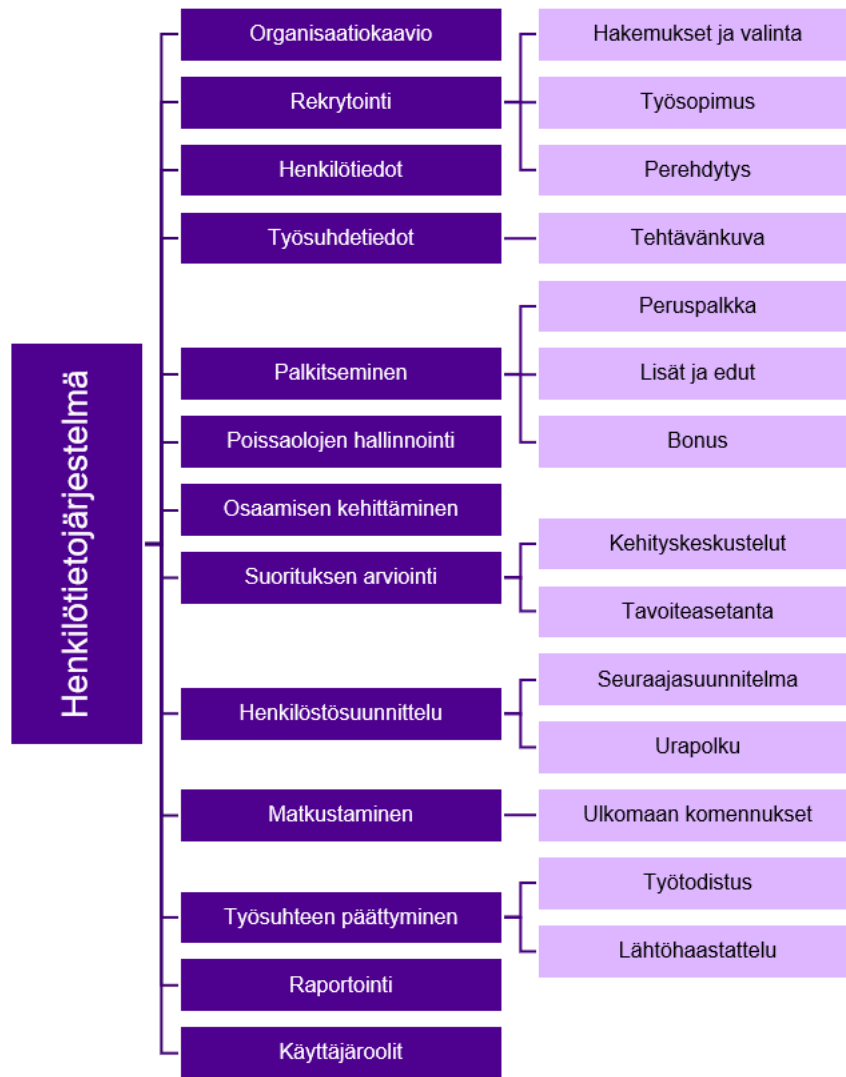 Henkilötietojärjestelmä
Organisaatiokaavio
Rekrytointi
Hakemukset ja valinta
Työsopimus
Perehdytys
Henkilötiedot
Työsuhdetiedot
Tehtävänkuva
Palkitseminen
Peruspalkka
Lisät ja edut
Bonus
Poissaolojen hallinnointi
Osaamisen kehittäminen
Suorituksen arviointi
Kehityskeskustelut
Tavoiteasetanta
Henkilöstösuunnittelu
Seuraajasuunnitelma
Urapolku
Matkustaminen
Ulkomaan komennukset
Työsuhteen päättyminen
Työtodistus
Lähtöhaastattelu
Raportointi
Käyttäjäroolit